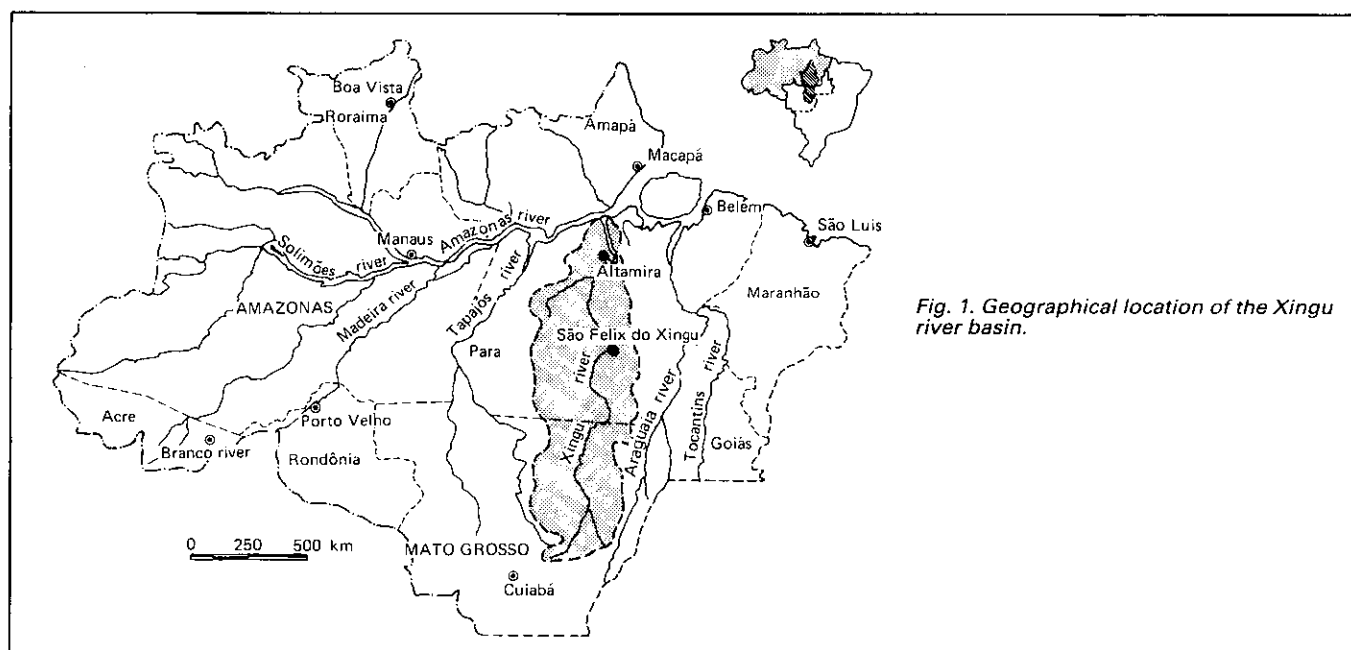 Boa Vista
Roraima
Amapá
Macapá
Belém
São Luis
Amazonas river
Manaus
Solimões river
Altamira
Maranhão
AMAZONAS
Madeira river
Tapajós river
São Felix do Xingu
Para
Xingu river
Araguaia river
Tocantins river
Goiás
Acre
Porto Velho
Branco river
Rondônia
0 250 500 km
MATO GROSSO
Cuiabá
Fig. 1. Geographical location of the Xingu
river basin.